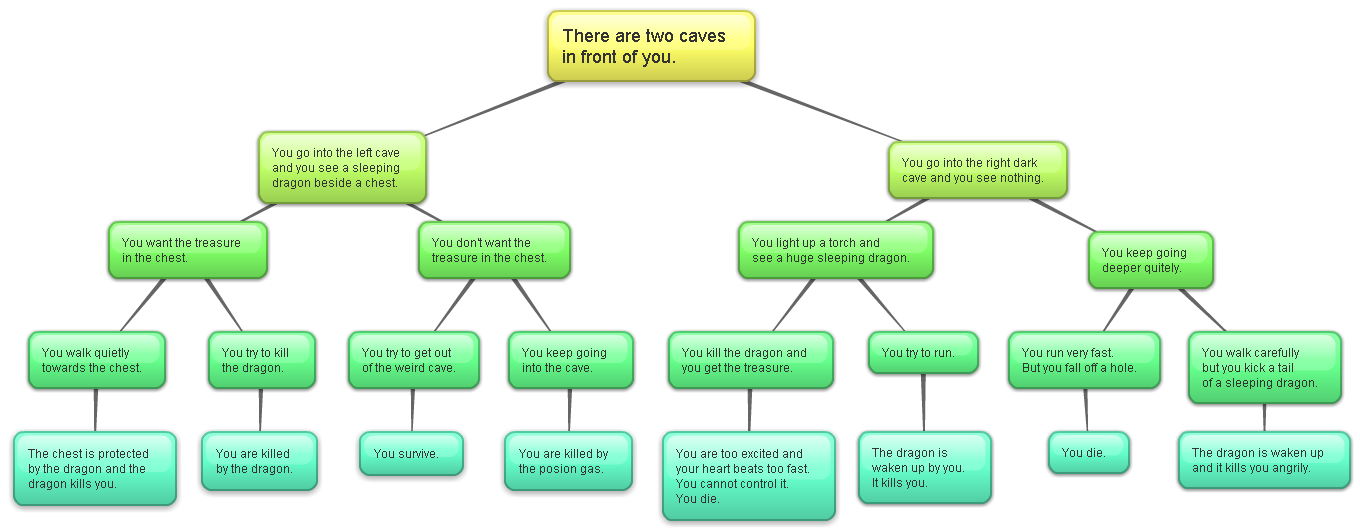 There are two caves
in front of you.
You go into the left cave
and you see a sleeping
dragon beside a chest.
You go into the right dark
cave and you see nothing.
You want the treasure
in the chest.
You don't want the
treasure in the chest.
You light up a torch and
see a huge sleeping dragon.
You keep going
deeper quitely.
You walk quietly
towards the chest.
You try to kill
the dragon.
You try to get out
of the weird cave.
You keep going
into the cave.
You kill the dragon and
you get the treasure.
You try to run.
You run very fast.
But you fall off a hole.
You walk carefully
but you kick a tail
of a sleeping dragon.
The chest is protected
by the dragon and the
dragon kills you.
You are killed
by the dragon.
You survive.
You are killed by
the posion gas.
You are too excited and
your heart beats too fast.
You cannot control it.
You die.
The dragon is
waken up by you.
It kills you.
You die.
The dragon is waken up
and it kills you angrily.